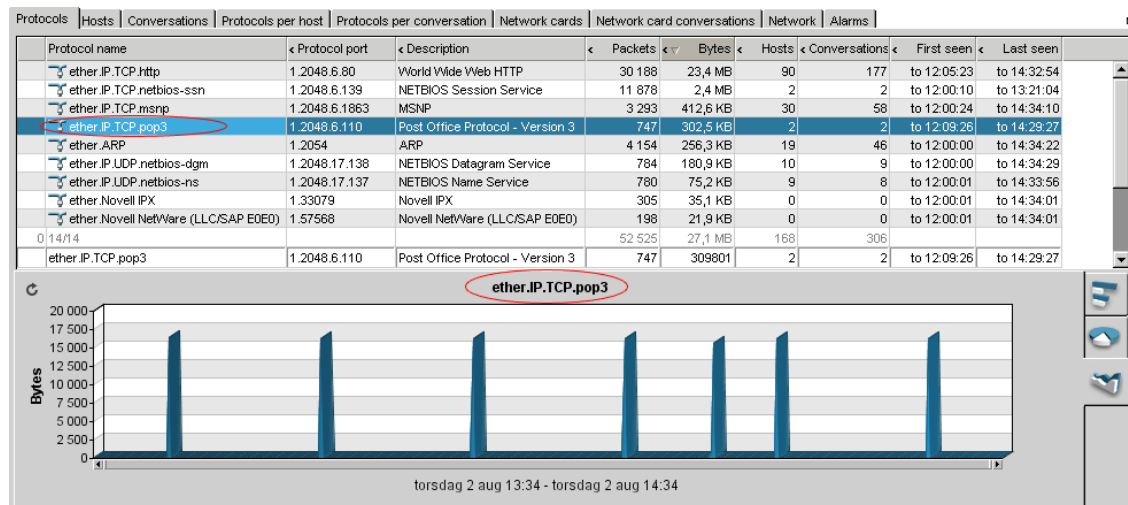 Protocols Hosts Conversations Protocols per host Protocols per conversation Network cards Network card conversations Network Alarms
Protocol name Protocol port Description Packets Bytes Hosts Conversations First seen Last seen
ether.IP.TCP.http 1.2048.6.80 World Wide Web HTTP 30 188 23,4 MB 90 177 to 12:05:23 to 14:32:54
ether.IP.TCP.netbios-ssn 1.2048.6.139 NETBIOS Session Service 11 878 2,4 MB 2 2 to 12:00:10 to 13:21:04
ether.IP.TCP.msnp 1.2048.6.1863 MSNP 3 293 412,6 KB 30 58 to 12:00:24 to 14:34:10
ether.IP.TCP.pop3 1.2048.6.110 Post Office Protocol - Version 3 747 302,5 KB 2 2 to 12:09:26 to 14:29:27
ether.ARP 1.2054 ARP 4 154 256,3 KB 19 46 to 12:00:00 to 14:34:22
ether.IP.UDP.netbios-dgm 1.2048.17.138 NETBIOS Datagram Service 784 180,9 KB 10 9 to 12:00:00 to 14:34:29
ether.IP.UDP.netbios-ns 1.2048.17.137 NETBIOS Name Service 780 75,2 KB 9 8 to 12:00:01 to 14:33:56
ether.Novell IPX 1.33079 Novell IPX 305 35,1 KB 0 0 to 12:00:01 to 14:34:01
ether.Novell NetWare (LLC/SAP E0E0) 1.57568 Novell NetWare (LLC/SAP E0E0) 198 21,9 KB 0 0 to 12:00:01 to 14:34:01
0 14/14 52 525 27,1 MB 168 306
ether.IP.TCP.pop3 1.2048.6.110 Post Office Protocol - Version 3 747 309801 2 2 to 12:09:26 to 14:29:27
ether.IP.TCP.pop3
20 000
17 500
15 000
12 500
10 000
7 500
5 000
2 500
0
Bytes
torsdag 2 aug 13:34 - torsdag 2 aug 14:34